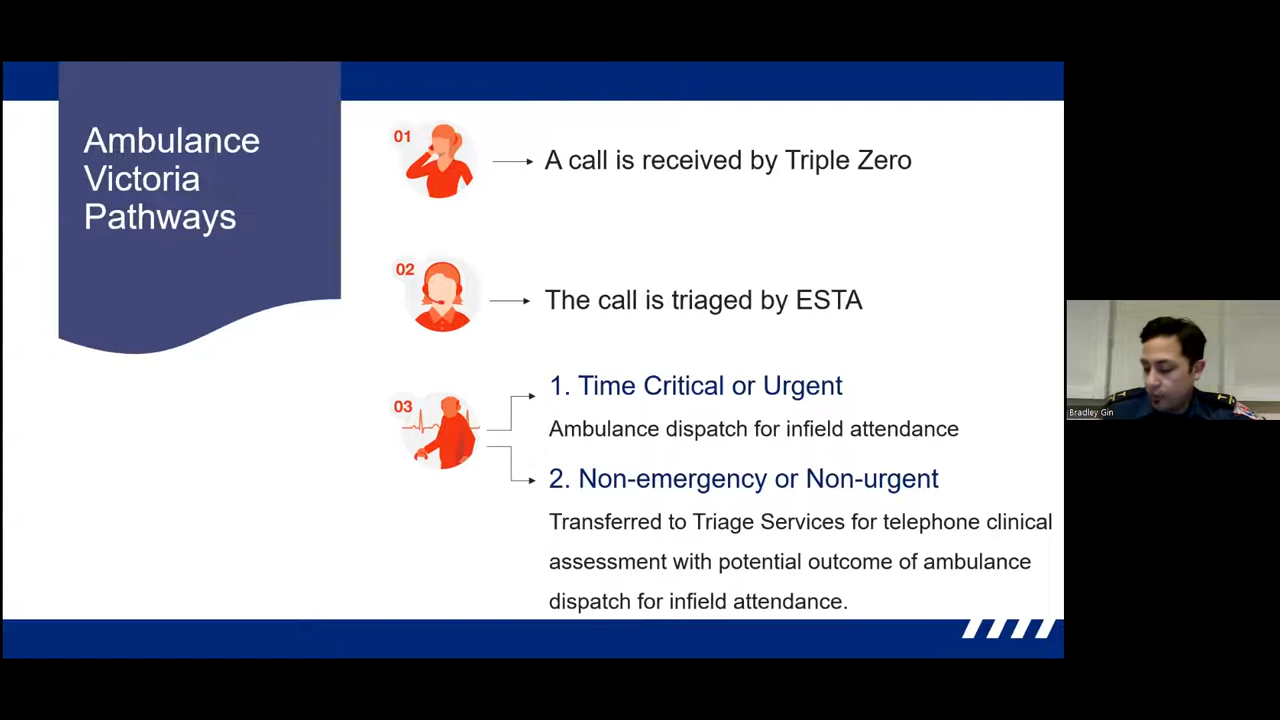 Ambulance
Victoria
Pathways
01
A call is received by Triple Zero
02
The call is triaged by ESTA
03
1. Time Critical or Urgent
Ambulance dispatch for infield attendance
2. Non-emergency or Non-urgent
Transferred to Triage Services for telephone clinical
assessment with potential outcome of ambulance
dispatch for infield attendance.
Bradley Gin